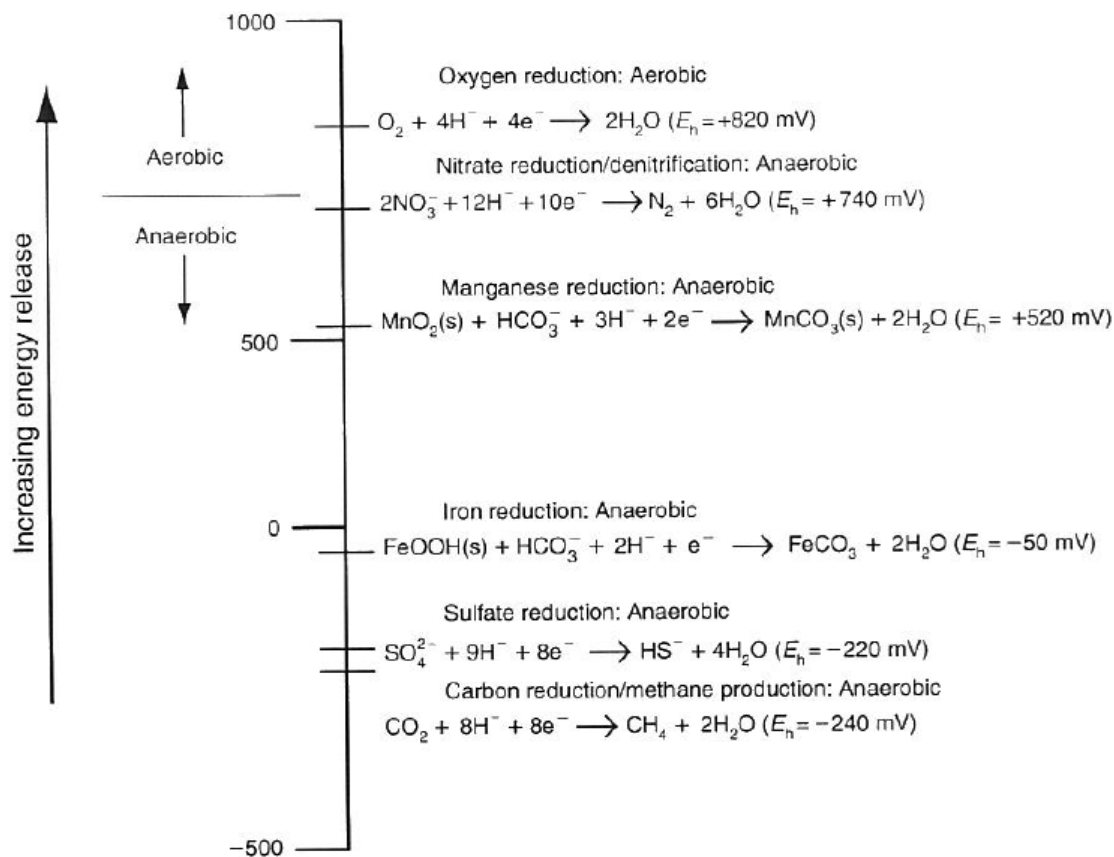 1000
Oxygen reduction: Aerobic
O₂ + 4H⁻ + 4e⁻ → 2H₂O (Eₕ = +820 mV)
Aerobic
Nitrate reduction/denitrification: Anaerobic
2NO₃⁻ + 12H⁻ + 10e⁻ → N₂ + 6H₂O (Eₕ = +740 mV)
Anaerobic
Manganese reduction: Anaerobic
MnO₂(s) + HCO₃⁻ + 3H⁻ + 2e⁻ → MnCO₃(s) + 2H₂O (Eₕ = +520 mV)
500
Increasing energy release
Iron reduction: Anaerobic
0
FeOOH(s) + HCO₃⁻ + 2H⁻ + e⁻ → FeCO₃ + 2H₂O (Eₕ = −50 mV)
Sulfate reduction: Anaerobic
SO₄²⁻ + 9H⁻ + 8e⁻ → HS⁻ + 4H₂O (Eₕ = −220 mV)
Carbon reduction/methane production: Anaerobic
CO₂ + 8H⁻ + 8e⁻ → CH₄ + 2H₂O (Eₕ = −240 mV)
−500